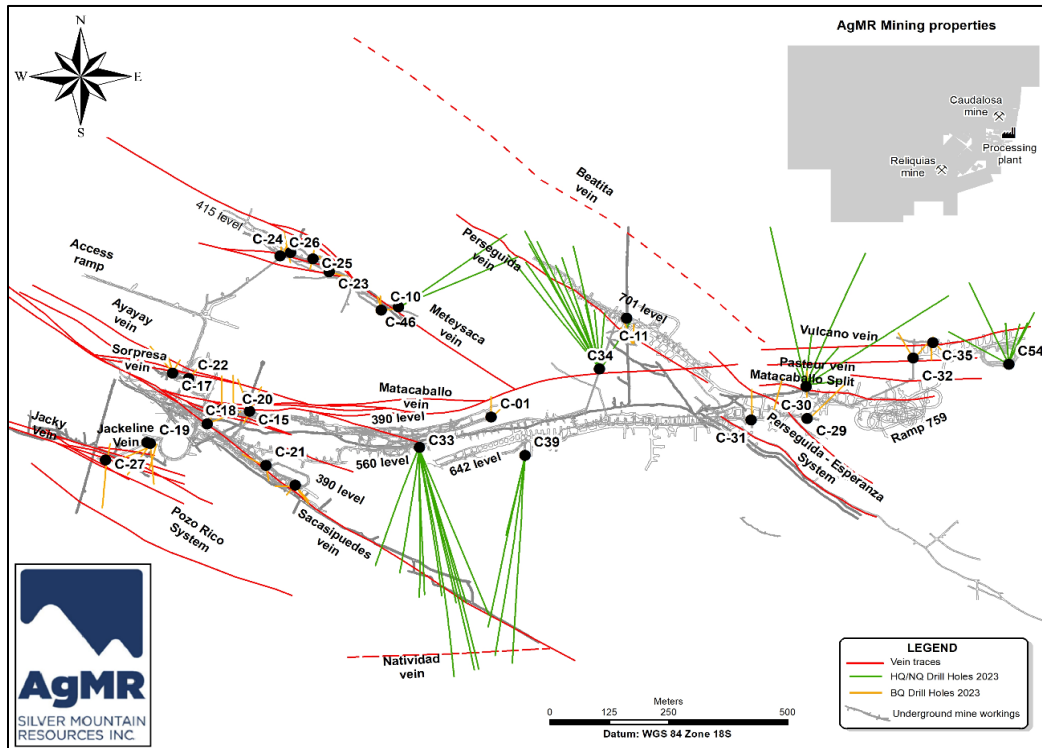 AgMR Mining properties
Caudalosa
mine
Processing
plant
Reliquias
mine
N
W
E
S
Beatita
vein
415 level
C-24
C-26
C-25
C-23
Access
ramp
Perseguida
vein
C-10
C-46
Meteysaca
vein
701 level
C-11
C34
Ayayay
vein
Sorpresa
vein
C-22
C-17
Vulcano vein
C-35
C54
Pasteur vein
C-32
Matacaballo Split
C-20
C-18
C-15
Matacaballo
vein
390 level
C-01
C-30
C-29
C-31
Ramp 759
Jacky
vein
Jackeline
Vein
C-19
C-27
C-21
390 level
560 level
C33
642 level
C39
Perseguida - Esperanza
System
Pozo Rico
System
Sacasipuedes
vein
Natividad
vein
AgMR
SILVER MOUNTAIN
RESOURCES INC.
Meters
0 125 250 500
Datum: WGS 84 Zone 18S
LEGEND
Vein traces
HQ/NQ Drill Holes 2023
BQ Drill Holes 2023
Underground mine workings